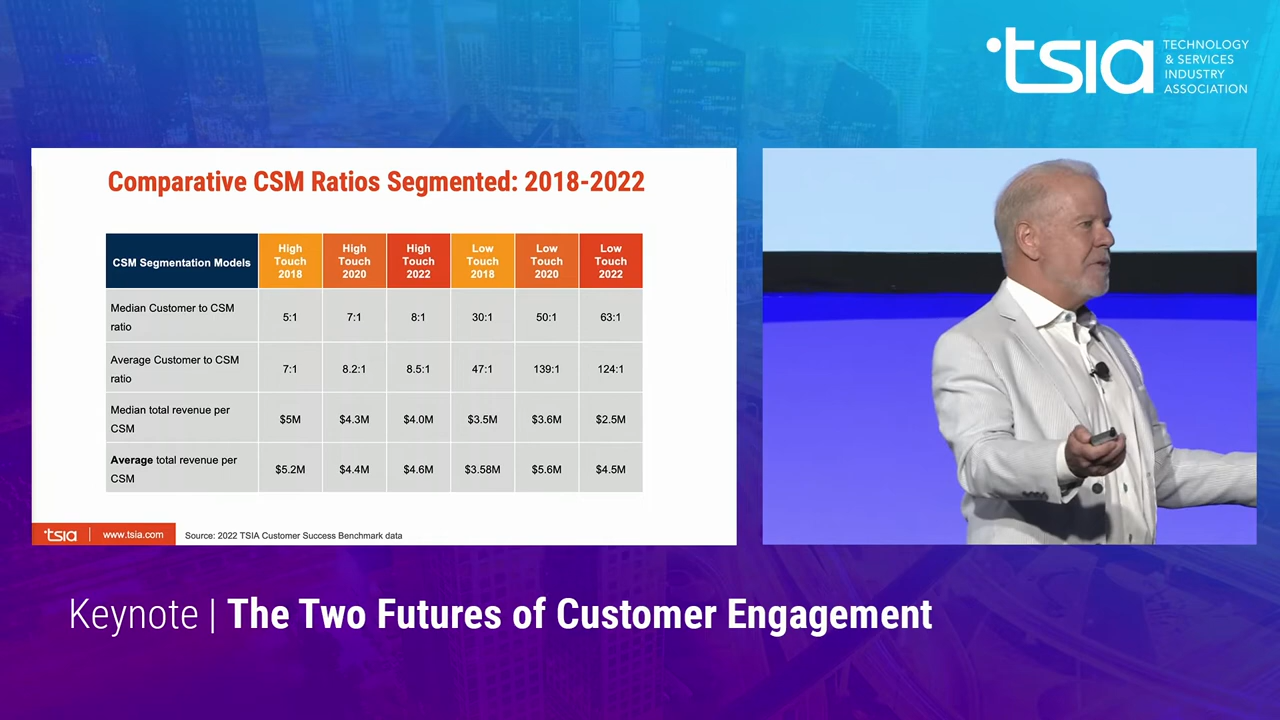 tsia
TECHNOLOGY
& SERVICES
INDUSTRY
ASSOCIATION
Comparative CSM Ratios Segmented: 2018-2022
CSM Segmentation Models
High Touch 2018
High Touch 2020
High Touch 2022
Low Touch 2018
Low Touch 2020
Low Touch 2022
Median Customer to CSM ratio
5:1
7:1
8:1
30:1
50:1
63:1
Average Customer to CSM ratio
7:1
8.2:1
8.5:1
47:1
139:1
124:1
Median total revenue per CSM
$5M
$4.3M
$4.0M
$3.5M
$3.6M
$2.5M
Average total revenue per CSM
$5.2M
$4.4M
$4.6M
$3.58M
$5.6M
$4.5M
tsia | www.tsia.com
Source: 2022 TSIA Customer Success Benchmark data
Keynote | The Two Futures of Customer Engagement